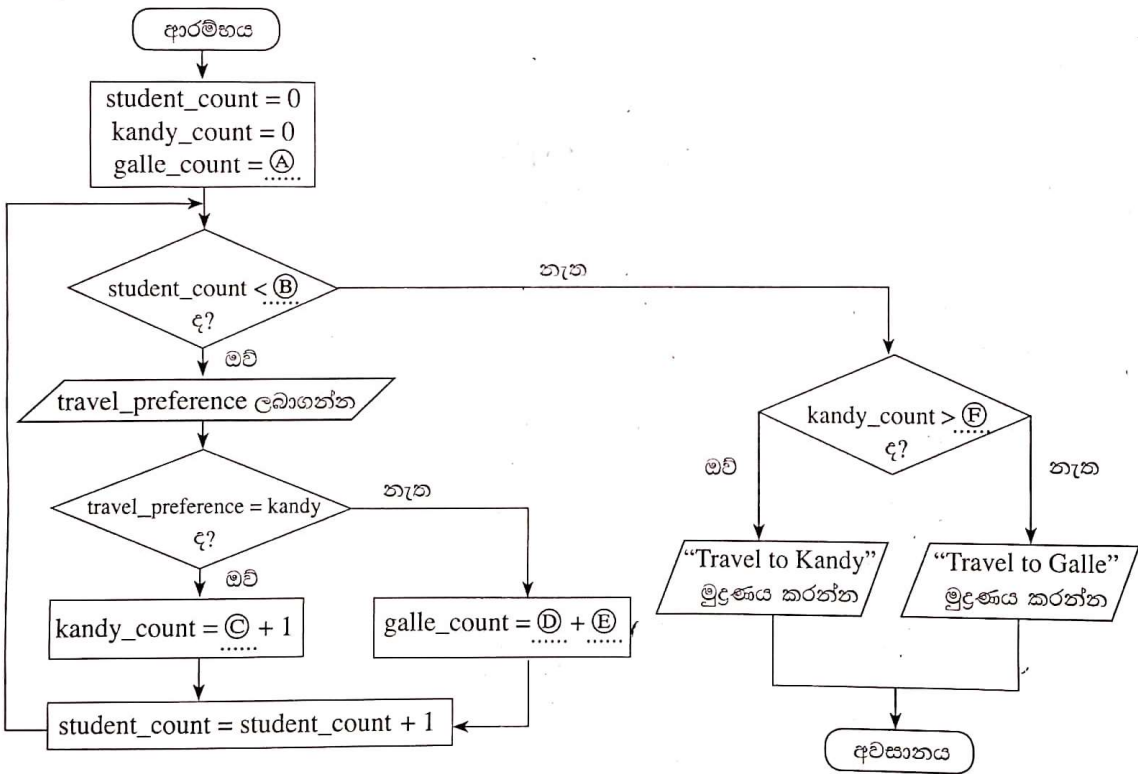 ආරම්භය
student_count = 0
kandy_count = 0
galle_count = Ⓐ
student_count < Ⓑ
ද?
නැත
ඔව්
travel_preference ලබාගන්න
travel_preference = kandy
ද?
නැත
ඔව්
kandy_count = Ⓒ + 1
galle_count = Ⓓ + Ⓔ
student_count = student_count + 1
kandy_count > Ⓕ
ද?
ඔව්
නැත
“Travel to Kandy”
මුද්‍රණය කරන්න
“Travel to Galle”
මුද්‍රණය කරන්න
අවසානය